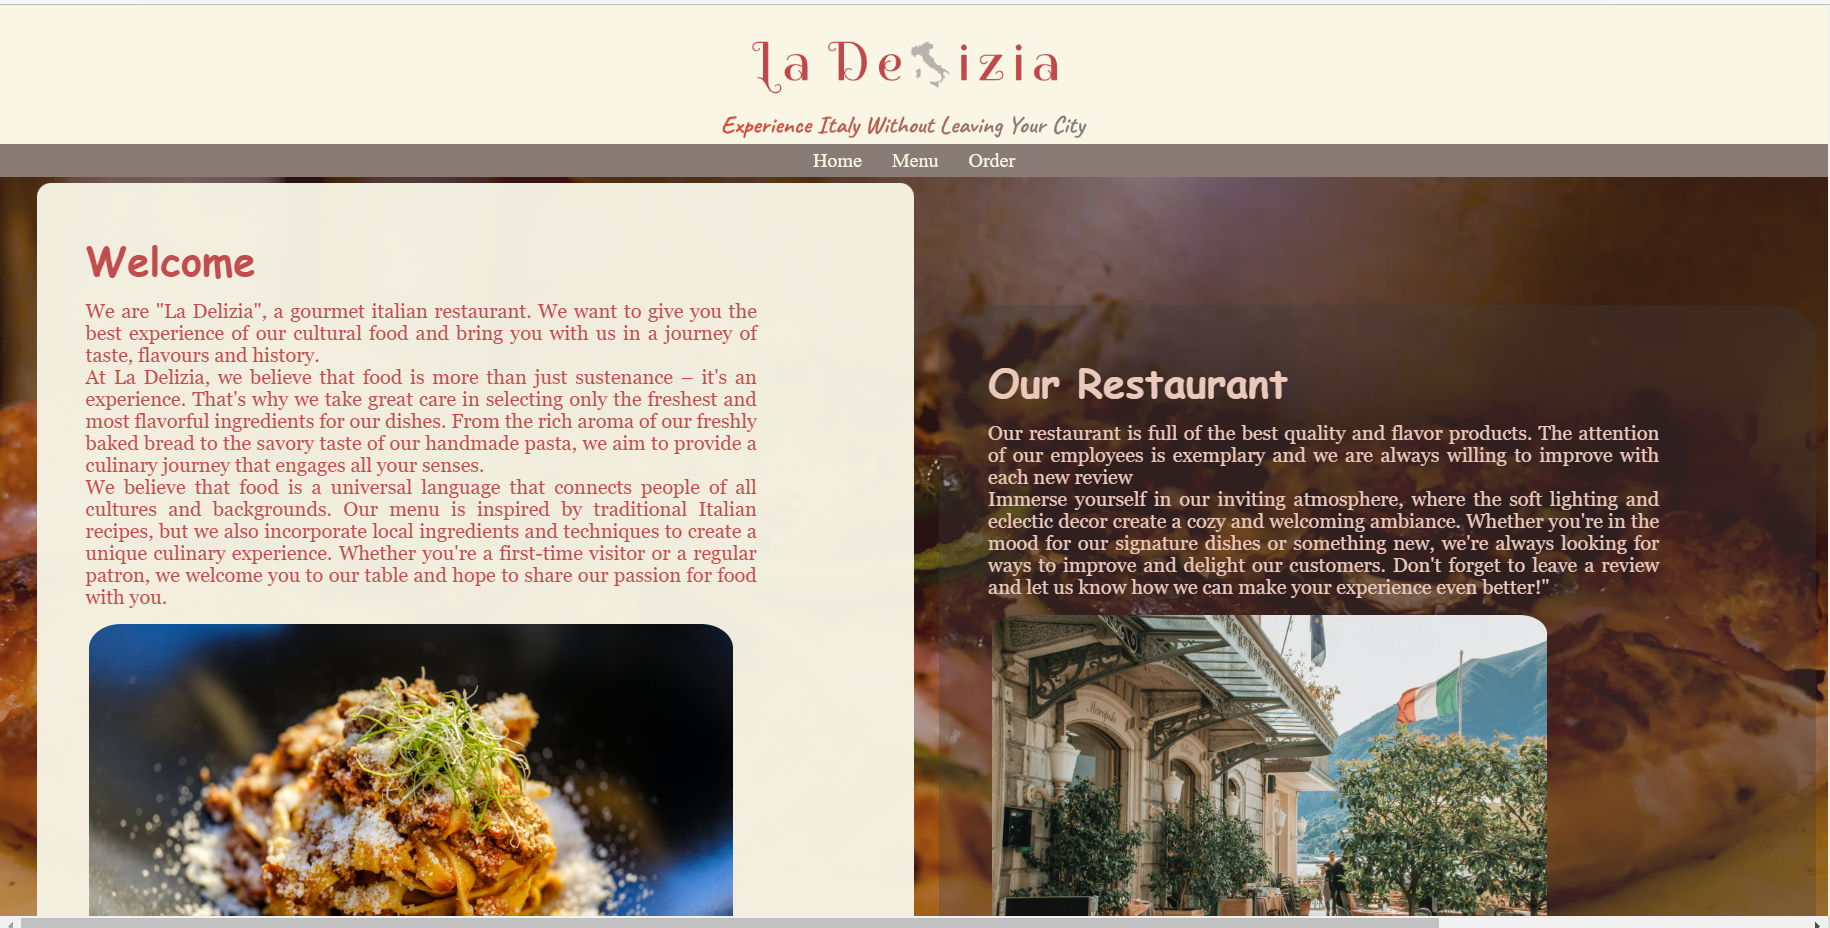 La Delizia
Experience Italy Without Leaving Your City
Home Menu Order
Welcome
We are "La Delizia", a gourmet italian restaurant. We want to give you the
best experience of our cultural food and bring you with us in a journey of
taste, flavours and history.
At La Delizia, we believe that food is more than just sustenance – it's an
experience. That's why we take great care in selecting only the freshest and
most flavorful ingredients for our dishes. From the rich aroma of our freshly
baked bread to the savory taste of our handmade pasta, we aim to provide a
culinary journey that engages all your senses.
We believe that food is a universal language that connects people of all
cultures and backgrounds. Our menu is inspired by traditional Italian
recipes, but we also incorporate local ingredients and techniques to create a
unique culinary experience. Whether you're a first-time visitor or a regular
patron, we welcome you to our table and hope to share our passion for food
with you.
Our Restaurant
Our restaurant is full of the best quality and flavor products. The attention
of our employees is exemplary and we are always willing to improve with
each new review
Immerse yourself in our inviting atmosphere, where the soft lighting and
eclectic decor create a cozy and welcoming ambiance. Whether you're in the
mood for our signature dishes or something new, we're always looking for
ways to improve and delight our customers. Don't forget to leave a review
and let us know how we can make your experience even better!"
Metropole